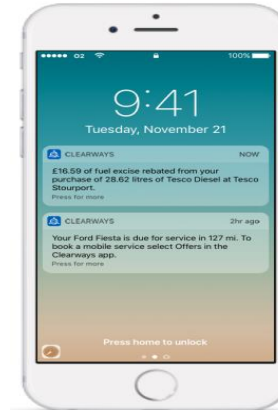 O2 100%
9:41
Tuesday, November 21
CLEARWAYS NOW
£16.59 of fuel excise rebated from your
purchase of 28.62 litres of Tesco Diesel at Tesco
Stourport.
Press for more
CLEARWAYS 2hr ago
Your Ford Fiesta is due for service in 127 mi. To
book a mobile service select Offers in the
Clearways app.
Press for more
Press home to unlock